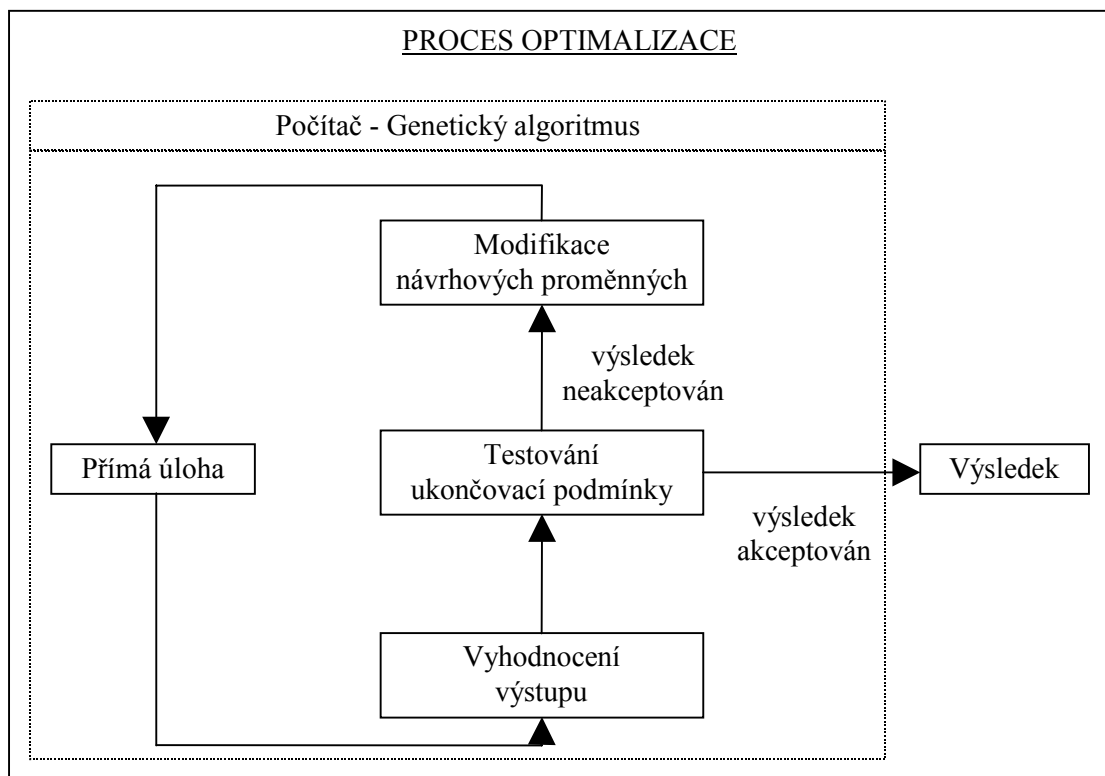 PROCES OPTIMALIZACE
Počítač - Genetický algoritmus
Modifikace
návrhových proměnných
výsledek
neakceptován
Přímá úloha
Testování
ukončovací podmínky
Výsledek
výsledek
akceptován
Vyhodnocení
výstupu